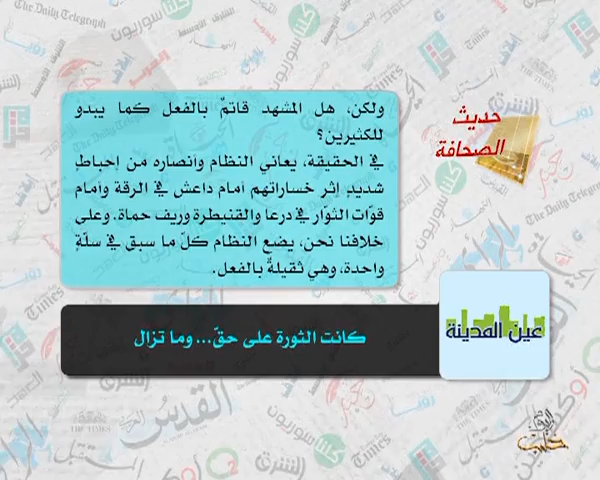 حديث
الصحافة
ولكن، هل المشهد قاتمٌ بالفعل كما يبدو
للكثيرين؟
في الحقيقة، يعاني النظام وأنصاره من إحباطٍ
شديدٍ إثر خساراتهم أمام داعش في الرقة وأمام
قوّات الثوّار في درعا والقنيطرة وريف حماة. وعلى
خلافنا نحن، يضع النظام كلّ ما سبق في سلّةٍ
واحدة، وهي ثقيلةٌ بالفعل.
عين المدينة
كانت الثورة على حقّ... وما تزال